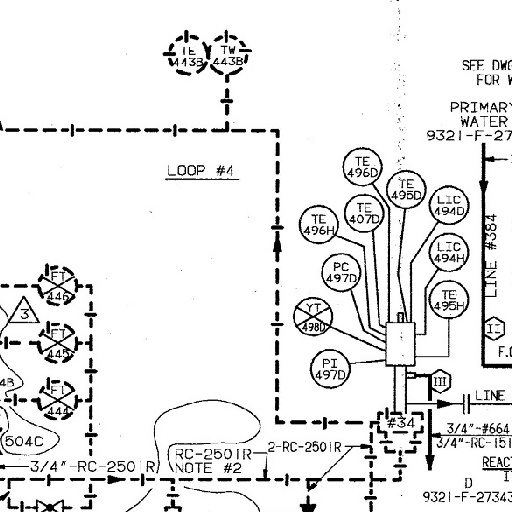 TE
443B
TW
443B
SEE DWG
FOR W
PRIMARY
WATER
9321-F-27
LOOP #4
TE
496D
TE
495D
LIC
494D
TE
407D
TE
496H
LIC
494H
PC
497D
TE
495H
YT
498D
PI
497D
LINE #384
II
F.O
FT
446
3
FT
445
FT
444
4B
504C
III
LINE
#34
3/4"-#664
3/4"-RC-151
RC-2501R
NOTE #2
2-RC-2501R
3/4"-RC-2501R
REACT
D
9321-F-27343